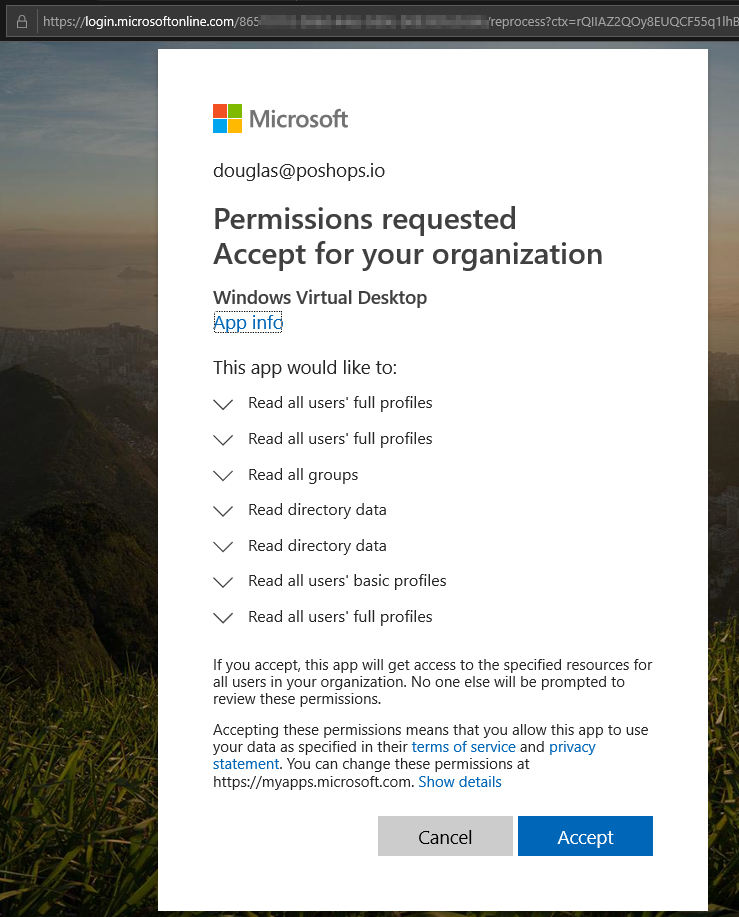 https://login.microsoftonline.com/865 /reprocess?ctx=rQIIAZ2QOy8EUQCF55q1lhB
Microsoft
douglas@poshops.io
Permissions requested
Accept for your organization
Windows Virtual Desktop
App info
This app would like to:
Read all users' full profiles
Read all users' full profiles
Read all groups
Read directory data
Read directory data
Read all users' basic profiles
Read all users' full profiles
If you accept, this app will get access to the specified resources for
all users in your organization. No one else will be prompted to
review these permissions.
Accepting these permissions means that you allow this app to use
your data as specified in their terms of service and privacy
statement. You can change these permissions at
https://myapps.microsoft.com. Show details
Cancel
Accept